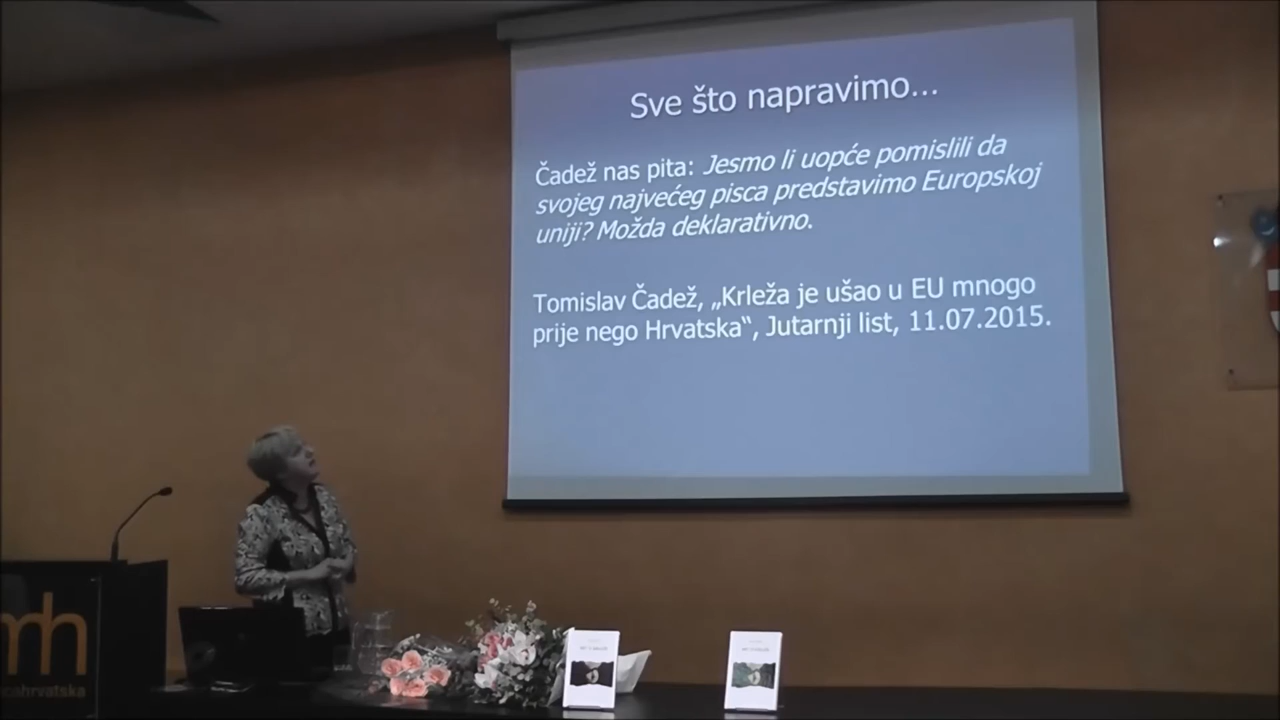 Sve što napravimo...
Čadež nas pita: Jesmo li uopće pomislili da
svojeg najvećeg pisca predstavimo Europskoj
uniji? Možda deklarativno.
Tomislav Čadež, „Krleža je ušao u EU mnogo
prije nego Hrvatska“, Jutarnji list, 11.07.2015.
mh